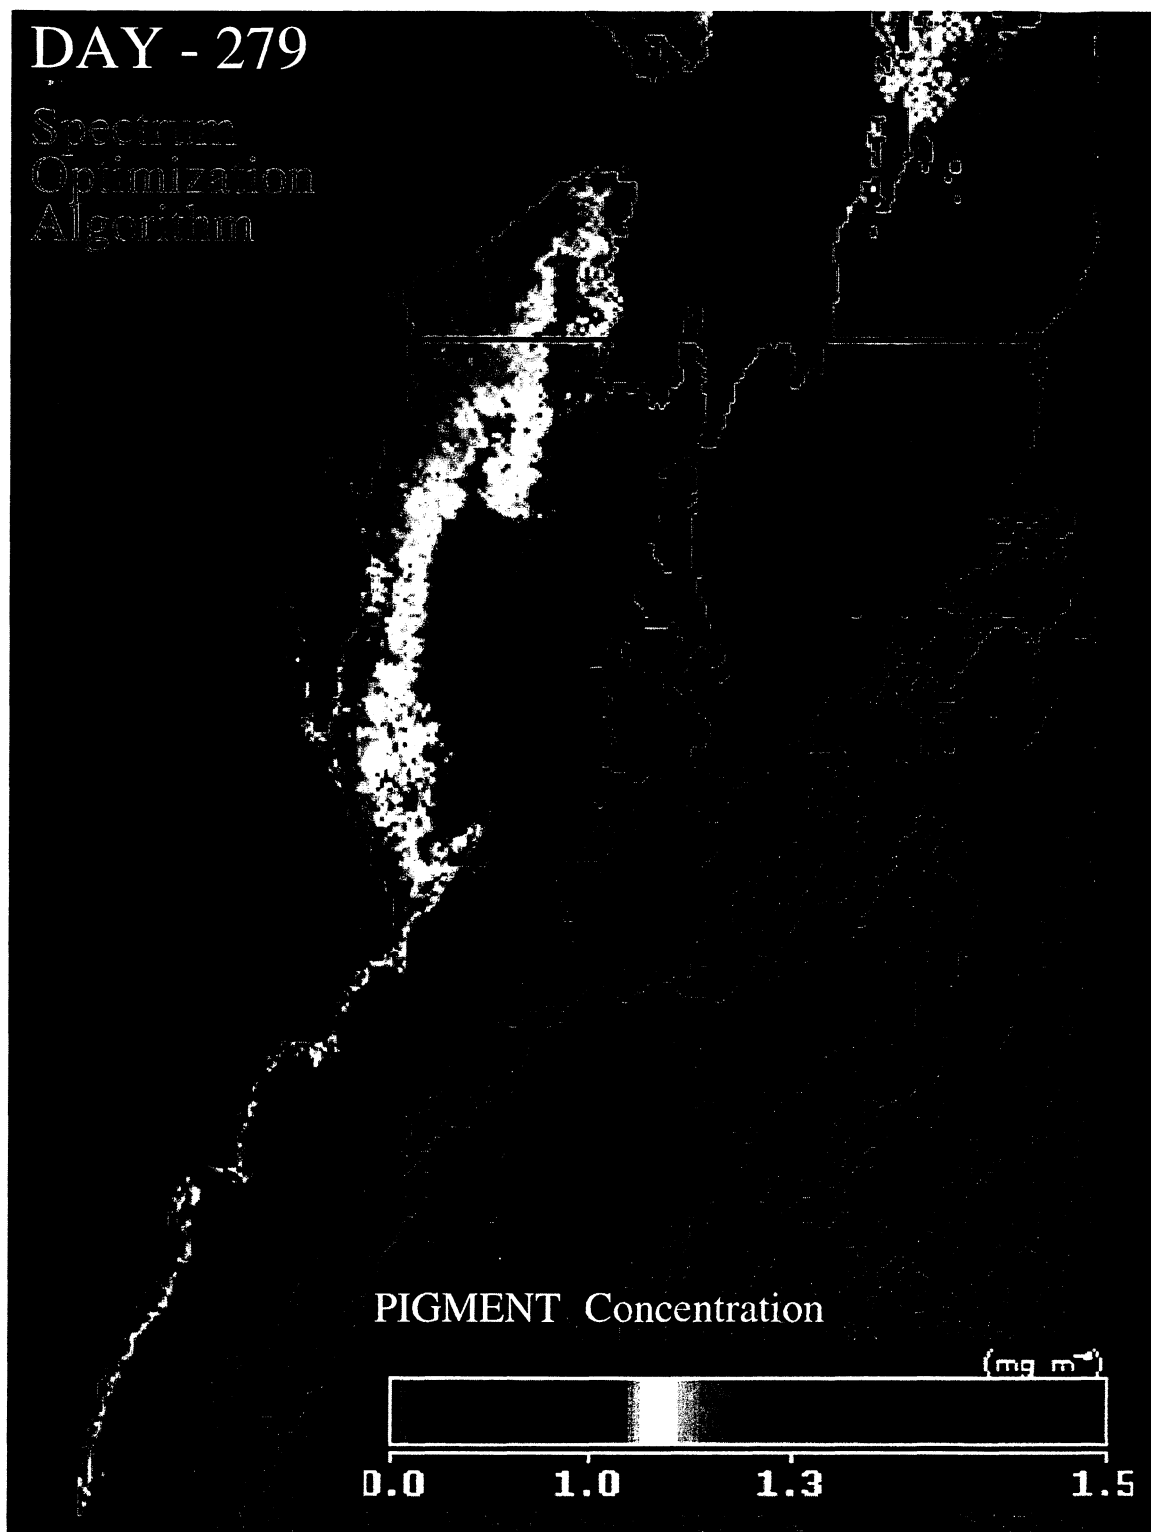 DAY - 279
Spectrum
Optimization
Algorithm
PIGMENT Concentration
(mg m⁻³)
0.0 1.0 1.3 1.5